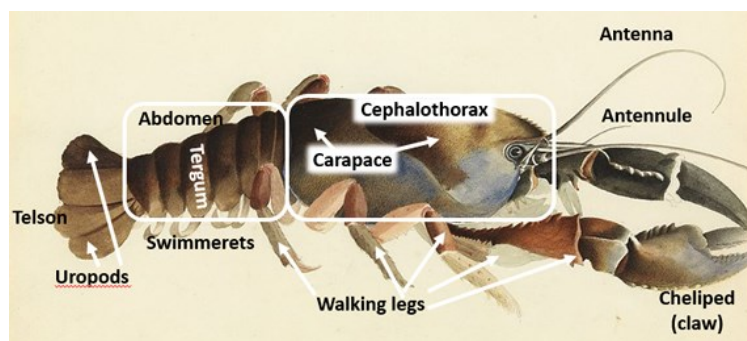 Antenna
Cephalothorax
Abdomen
Antennule
Carapace
Tergum
Telson
Swimmerets
Uropods
Walking legs
Cheliped
(claw)